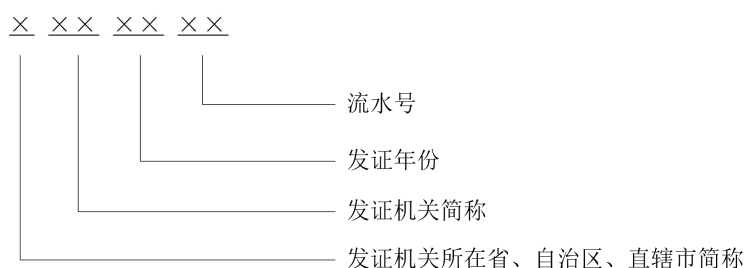 × ×× ×× ××
流水号
发证年份
发证机关简称
发证机关所在省、自治区、直辖市简称